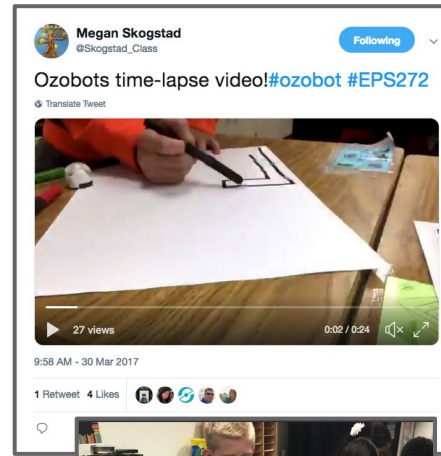 Megan Skogstad
@Skogstad_Class
Following
Ozobots time-lapse video!#ozobot #EPS272
Translate Tweet
27 views
0:02 / 0:24
9:58 AM - 30 Mar 2017
1 Retweet 4 Likes